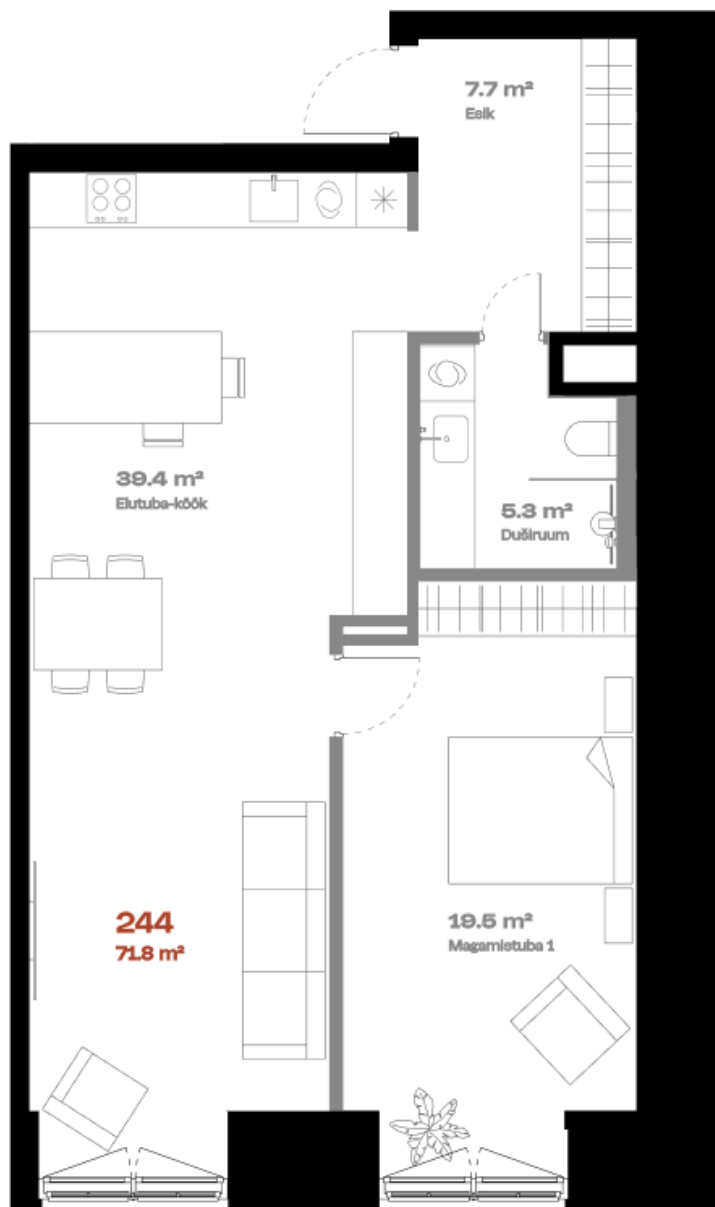 7.7 m²
Esik
39.4 m²
Elutuba-köök
5.3 m²
Duširuum
244
71.8 m²
19.5 m²
Magamistuba 1